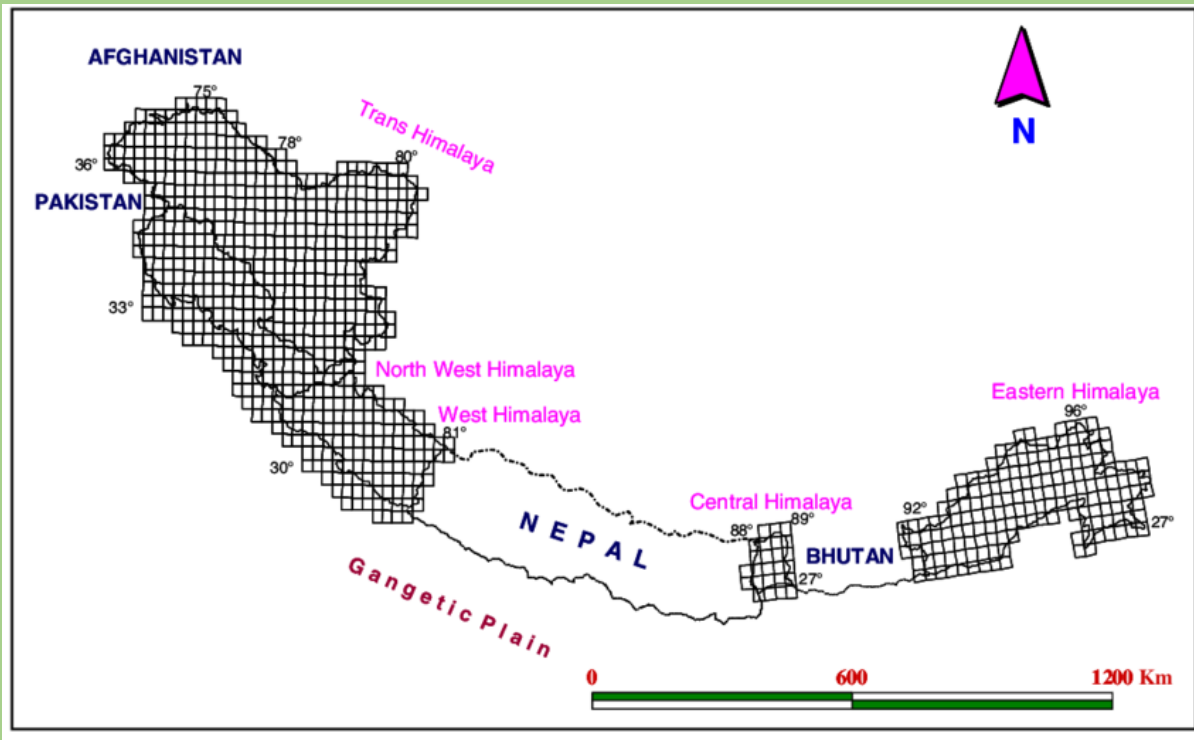 AFGHANISTAN
75°
Trans Himalaya
N
78°
80°
36°
PAKISTAN
33°
North West Himalaya
Eastern Himalaya
West Himalaya
96°
81°
30°
Central Himalaya
92°
NEPAL
88°
89°
27°
BHUTAN
27°
Gangetic Plain
0
600
1200 Km